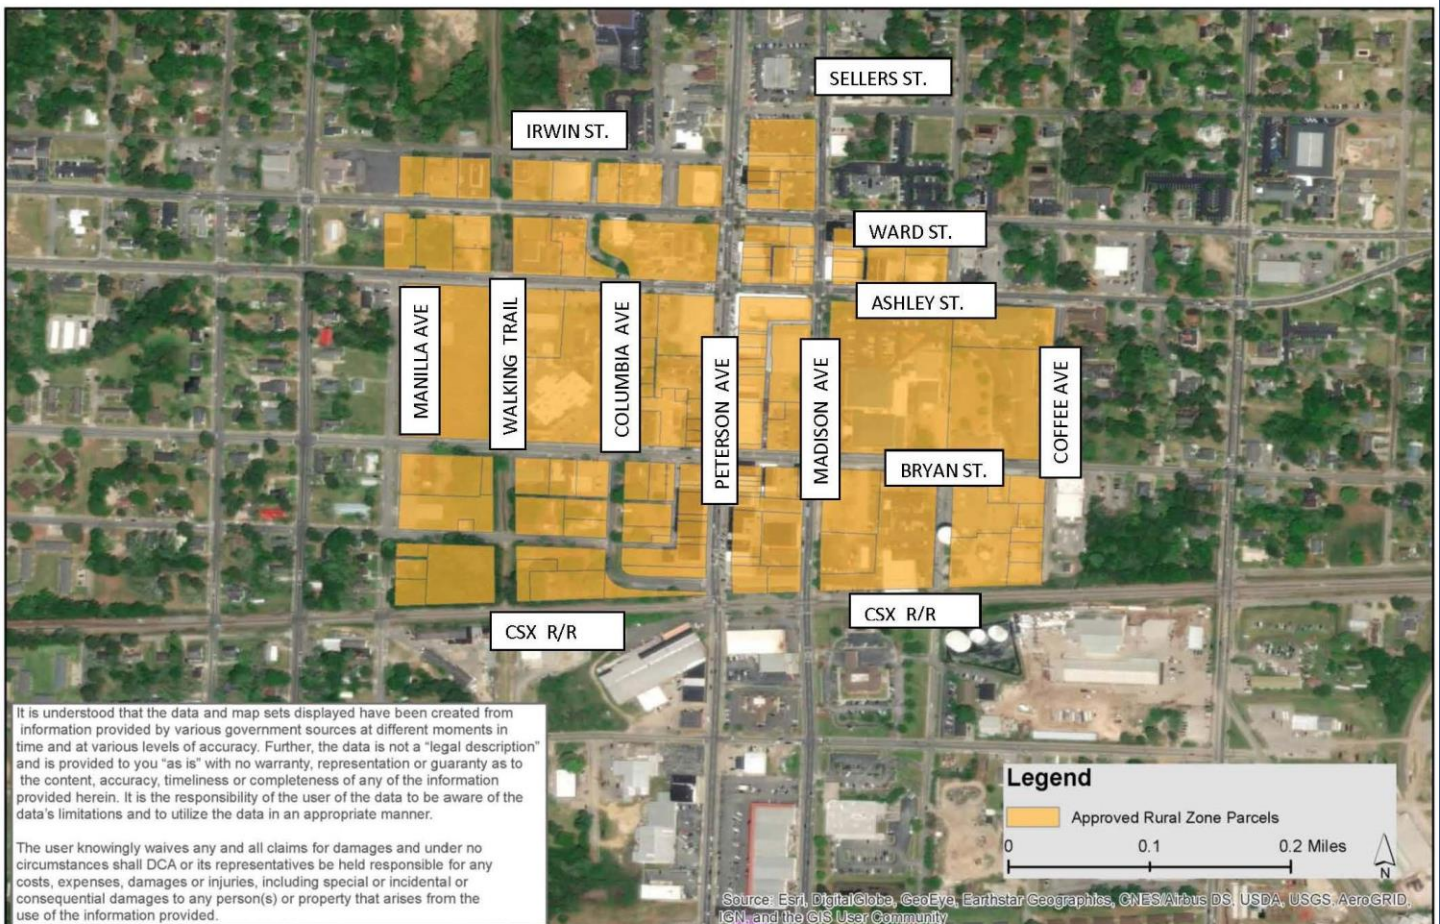 SELLERS ST.
IRWIN ST.
WARD ST.
ASHLEY ST.
MANILLA AVE
WALKING TRAIL
COLUMBIA AVE
PETERSON AVE
MADISON AVE
COFFEE AVE
BRYAN ST.
CSX R/R
CSX R/R
It is understood that the data and map sets displayed have been created from
information provided by various government sources at different moments in
time and at various levels of accuracy. Further, the data is not a "legal description"
and is provided to you "as is" with no warranty, representation or guaranty as to
the content, accuracy, timeliness or completeness of any of the information
provided herein. It is the responsibility of the user of the data to be aware of the
data's limitations and to utilize the data in an appropriate manner.
The user knowingly waives any and all claims for damages and under no
circumstances shall DCA or its representatives be held responsible for any
costs, expenses, damages or injuries, including special or incidental or
consequential damages to any person(s) or property that arises from the
use of the information provided.
Legend
Approved Rural Zone Parcels
0 0.1 0.2 Miles
N
Source: Esri, DigitalGlobe, GeoEye, Earthstar Geographics, CNES/Airbus DS, USDA, USGS, AeroGRID,
IGN, and the GIS User Community